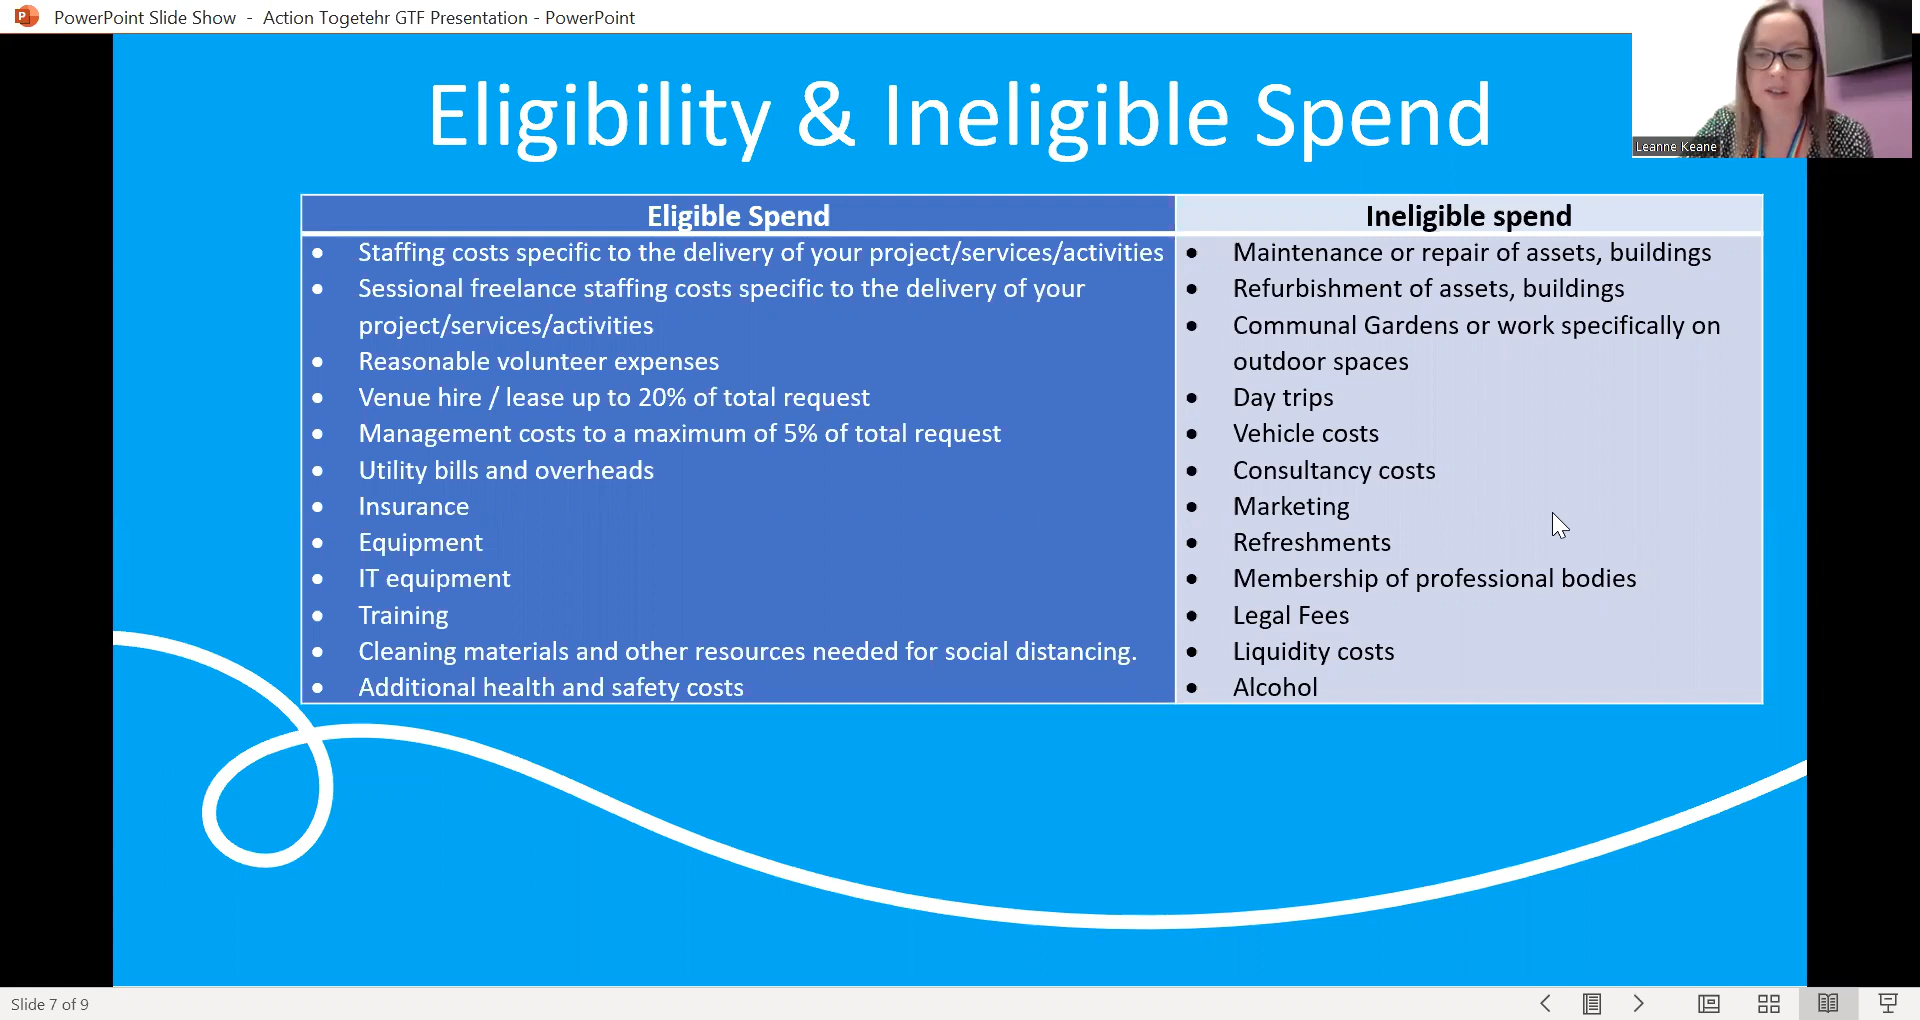 PowerPoint Slide Show - Action Togetehr GTF Presentation - PowerPoint
Eligibility & Ineligible Spend
Leanne Keane
Eligible Spend
• Staffing costs specific to the delivery of your project/services/activities
• Sessional freelance staffing costs specific to the delivery of your
project/services/activities
• Reasonable volunteer expenses
• Venue hire / lease up to 20% of total request
• Management costs to a maximum of 5% of total request
• Utility bills and overheads
• Insurance
• Equipment
• IT equipment
• Training
• Cleaning materials and other resources needed for social distancing.
• Additional health and safety costs
Ineligible spend
• Maintenance or repair of assets, buildings
• Refurbishment of assets, buildings
• Communal Gardens or work specifically on
outdoor spaces
• Day trips
• Vehicle costs
• Consultancy costs
• Marketing
• Refreshments
• Membership of professional bodies
• Legal Fees
• Liquidity costs
• Alcohol
Slide 7 of 9